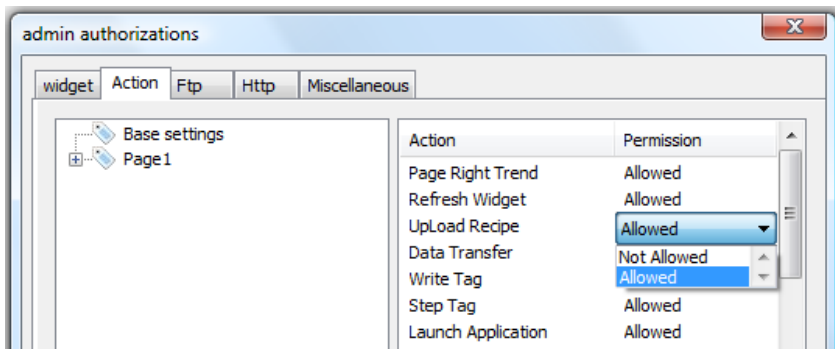 admin authorizations
widget Action Ftp Http Miscellaneous
Base settings
Page1
Action Permission
Page Right Trend Allowed
Refresh Widget Allowed
UpLoad Recipe Allowed
Data Transfer Not Allowed
Write Tag Allowed
Step Tag Allowed
Launch Application Allowed